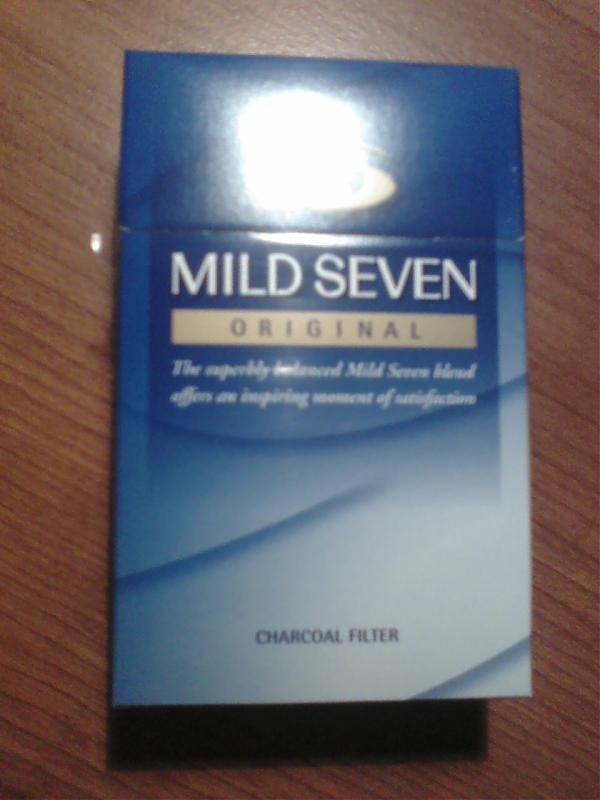 MILD SEVEN
ORIGINAL
The superbly balanced Mild Seven blend
offers an inspiring moment of satisfaction
CHARCOAL FILTER